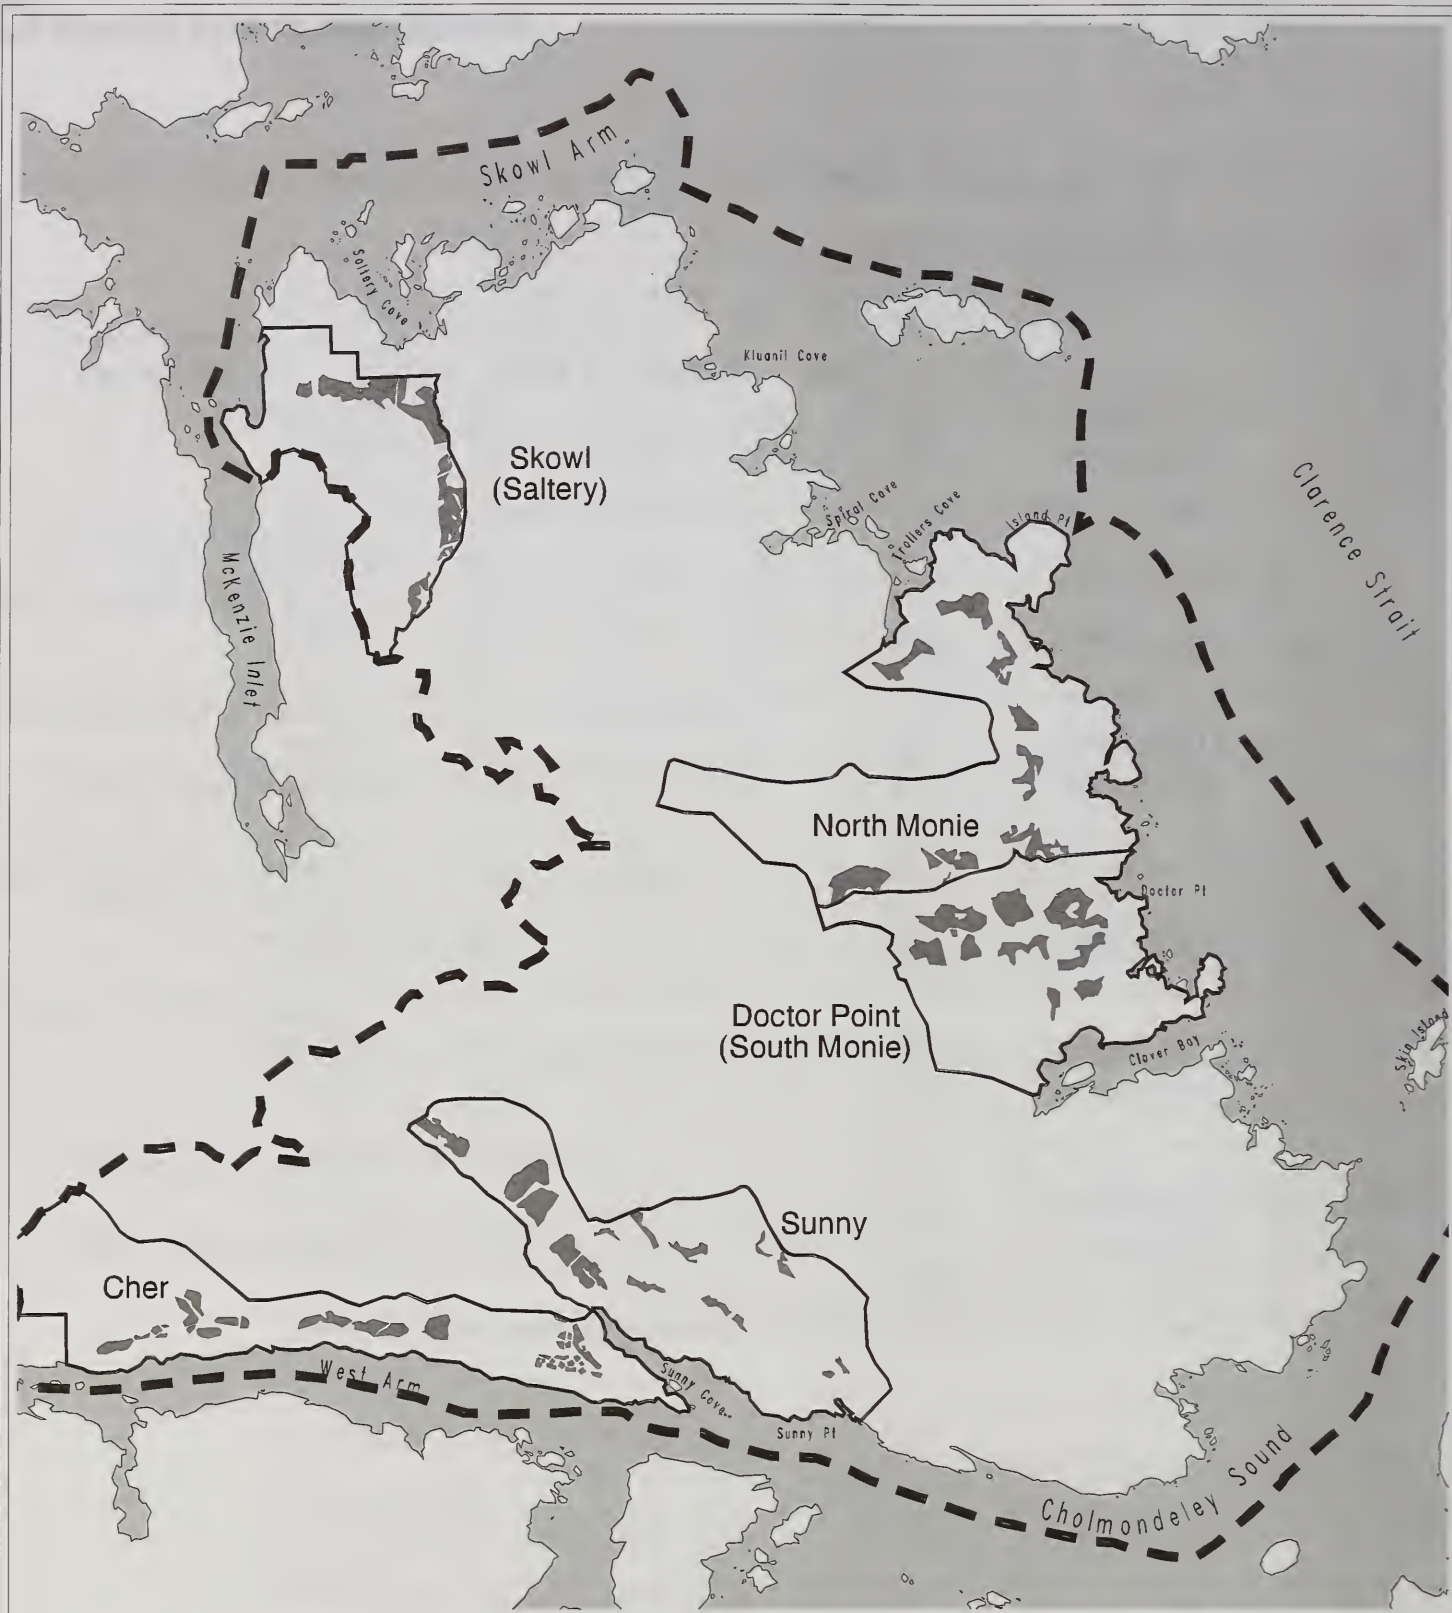 Skowl Arm
Saltery Cove
Kluanil Cove
Skowl
(Saltery)
Spiral Cove
Trollers Cove
Island Pt
Clarence Strait
McKenzie Inlet
North Monie
Doctor Pt
Doctor Point
(South Monie)
Clover Bay
Skin Island
Sunny
Cher
West Arm
Sunny Cove
Sunny Pt
Cholmondeley Sound